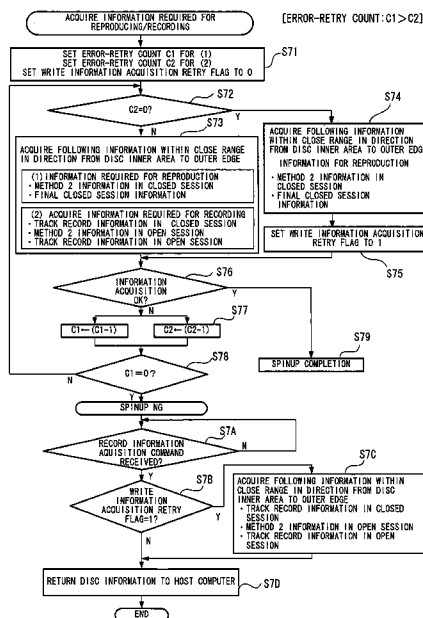 ACQUIRE INFORMATION REQUIRED FOR
REPRODUCING/RECORDING
[ERROR-RETRY COUNT:C1>C2]
SET ERROR-RETRY COUNT C1 FOR (1)
SET ERROR-RETRY COUNT C2 FOR (2)
SET WRITE INFORMATION ACQUISITION RETRY FLAG TO 0
S71
C2=0?
S72
N
Y
S73
ACQUIRE FOLLOWING INFORMATION WITHIN CLOSE RANGE
IN DIRECTION FROM DISC INNER AREA TO OUTER EDGE
(1) INFORMATION REQUIRED FOR REPRODUCTION
・METHOD 2 INFORMATION IN CLOSED SESSION
・FINAL CLOSED SESSION INFORMATION
(2) ACQUIRE INFORMATION REQUIRED FOR RECORDING
・TRACK RECORD INFORMATION IN CLOSED SESSION
・METHOD 2 INFORMATION IN OPEN SESSION
・TRACK RECORD INFORMATION IN OPEN SESSION
S74
ACQUIRE FOLLOWING INFORMATION
WITHIN CLOSE RANGE IN DIRECTION
FROM DISC INNER AREA TO OUTER EDGE
INFORMATION FOR REPRODUCTION
・METHOD 2 INFORMATION IN
CLOSED SESSION
・FINAL CLOSED SESSION
INFORMATION
SET WRITE INFORMATION ACQUISITION
RETRY FLAG TO 1
S75
S76
INFORMATION
ACQUISITION
OK?
Y
N
S77
C1←(C1-1)
C2←(C2-1)
S79
SPINUP COMPLETION
S78
C1=0?
N
Y
SPINUP NG
S7A
RECORD INFORMATION
AQUISITION COMMAND
RECEIVED?
N
Y
S7B
WRITE
INFORMATION
ACQUISITION RETRY
FLAG=1?
Y
N
S7C
ACQUIRE FOLLOWING INFORMATION WITHIN
CLOSE RANGE IN DIRECTION FROM DISC
INNER AREA TO OUTER EDGE
・TRACK RECORD INFORMATION IN CLOSED
SESSION
・METHOD 2 INFORMATION IN OPEN SESSION
・TRACK RECORD INFORMATION IN OPEN
SESSION
RETURN DISC INFORMATION TO HOST COMPUTER
S7D
END